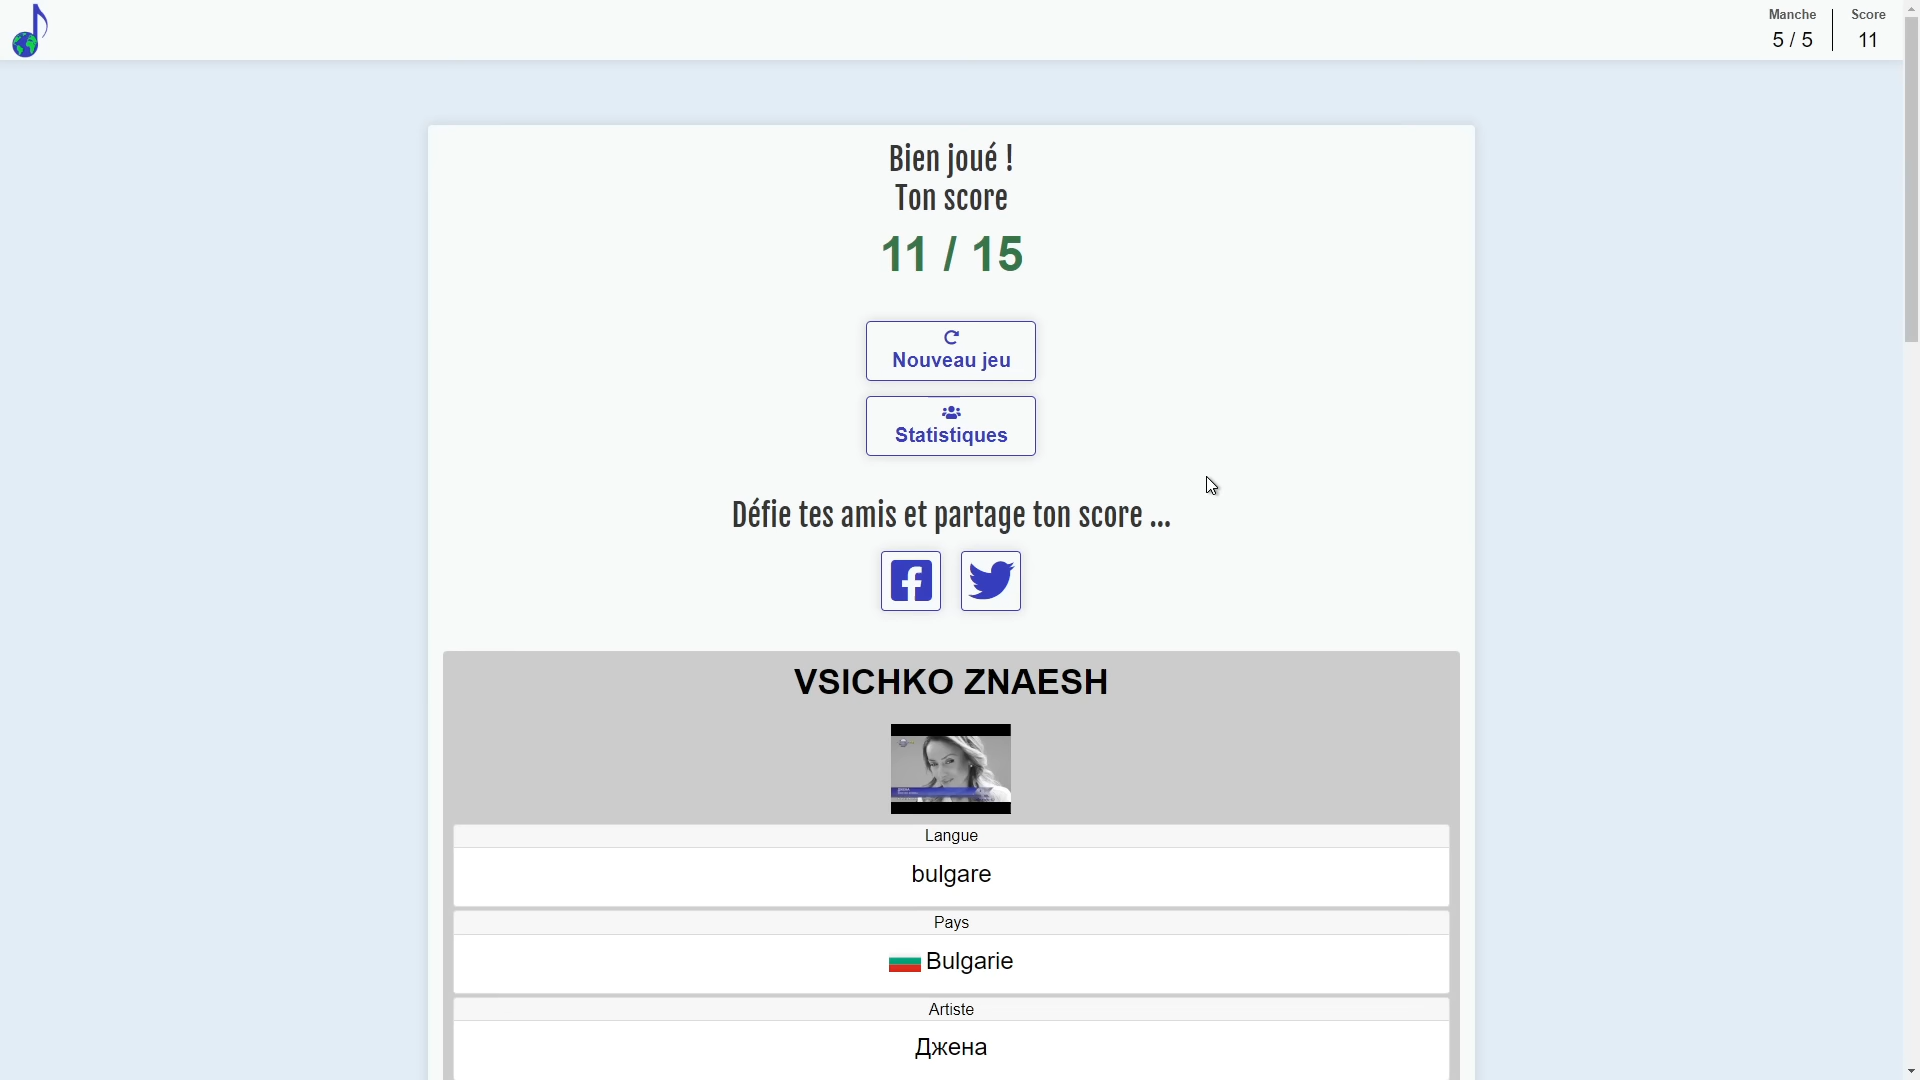 Manche
5 / 5
Score
11
Bien joué !
Ton score
11 / 15
Nouveau jeu
Statistiques
Défie tes amis et partage ton score ...
VSICHKO ZNAESH
Langue
bulgare
Pays
Bulgarie
Artiste
Джена